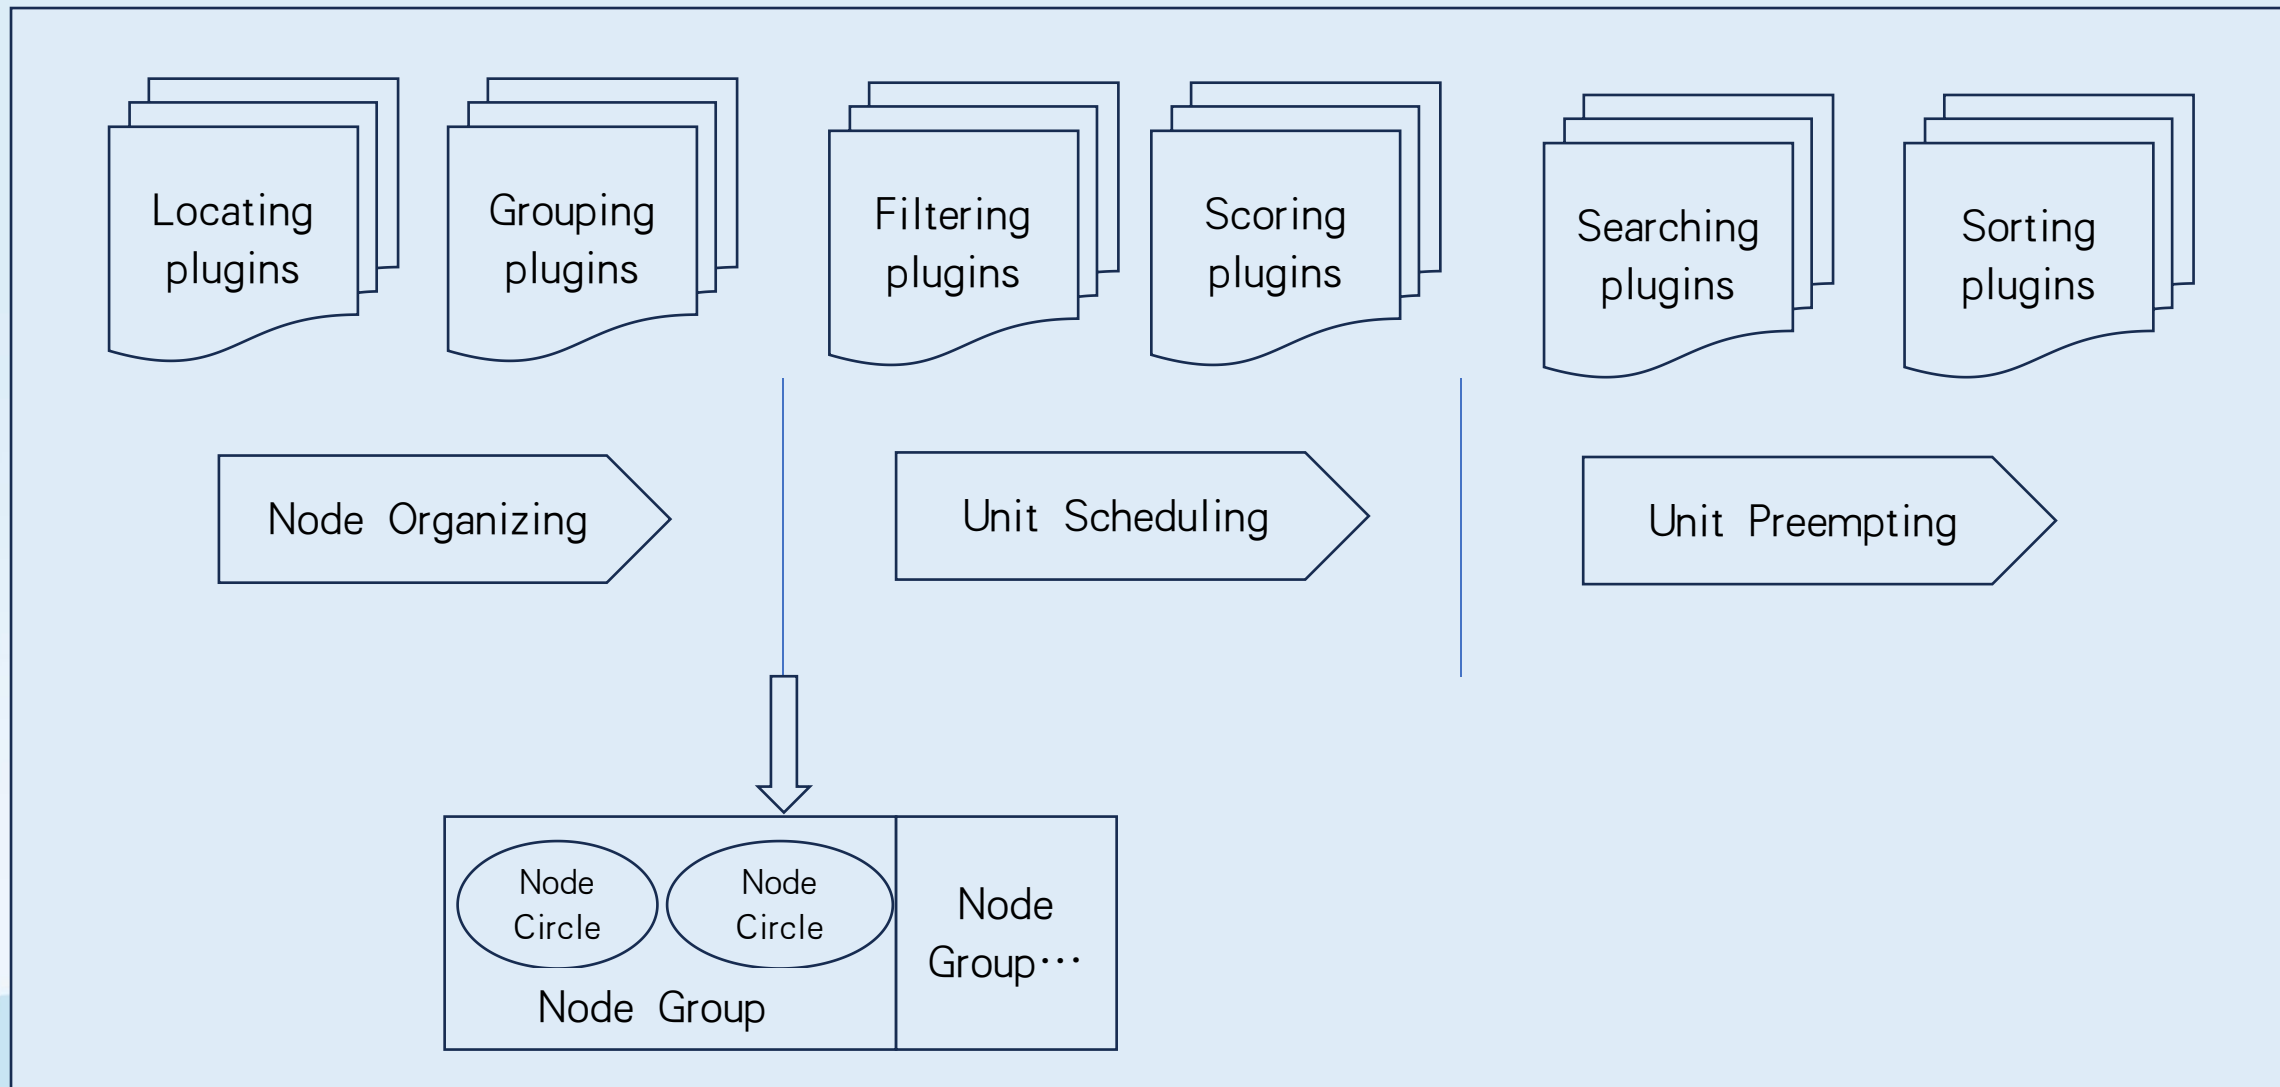 Locating
plugins
Grouping
plugins
Filtering
plugins
Scoring
plugins
Searching
plugins
Sorting
plugins
Node Organizing
Unit Scheduling
Unit Preempting
Node
Circle
Node
Circle
Node Group
Node
Group···